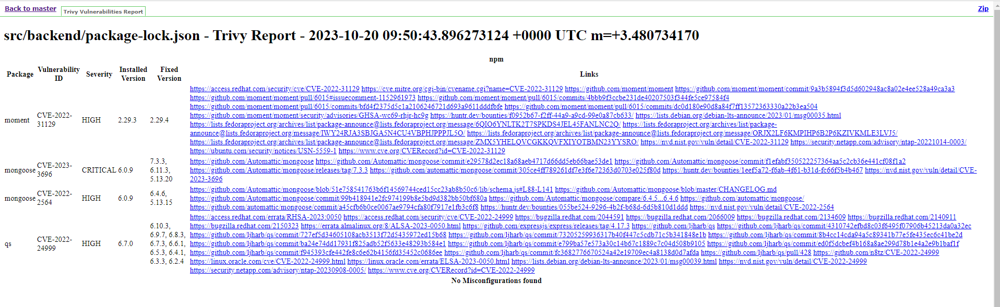 Back to master
Trivy Vulnerabilities Report
Zip
src/backend/package-lock.json - Trivy Report - 2023-10-20 09:50:43.896273124 +0000 UTC m=+3.480734170
npm
Package Vulnerability ID Severity Installed Version Fixed Version Links
moment CVE-2022-31129 HIGH 2.29.3 2.29.4
https://access.redhat.com/security/cve/CVE-2022-31129 https://cve.mitre.org/cgi-bin/cvename.cgi?name=CVE-2022-31129 https://github.com/moment/moment https://github.com/moment/moment/commit/9a3b5894f3d5d602948ac8a02e4ee528a49ca3a3
https://github.com/moment/moment/pull/6015#issuecomment-1152961973 https://github.com/moment/moment/pull/6015/commits/4bbb9f3ccbe231de40207503f344fe5ce97584f4
https://github.com/moment/moment/pull/6015/commits/bfd4f2375d5c1a2106246721d693a9611dddfbfe https://github.com/moment/moment/pull/6015/commits/dc0d180e90d8a84f7ff13572363330a22b3ea504
https://github.com/moment/moment/security/advisories/GHSA-wc69-rhjr-hc9g https://huntr.dev/bounties/f0952b67-f2ff-44a9-a9cd-99e0a87cb633/ https://lists.debian.org/debian-lts-announce/2023/01/msg00035.html
https://lists.fedoraproject.org/archives/list/package-announce@lists.fedoraproject.org/message/6QIO6YNLTK2T7SPKDS4JEL45FANLNC2Q/ https://lists.fedoraproject.org/archives/list/package-
announce@lists.fedoraproject.org/message/IWY24RJA3SBJGA5N4CU4VBPHJPPPJL5O/ https://lists.fedoraproject.org/archives/list/package-announce@lists.fedoraproject.org/message/ORJX2LF6KMPIHP6B2P6KZIVKMLE3LVJ5/
https://lists.fedoraproject.org/archives/list/package-announce@lists.fedoraproject.org/message/ZMX5YHELQVCGKKQVFXIYOTBMN23YYSRO/ https://nvd.nist.gov/vuln/detail/CVE-2022-31129 https://security.netapp.com/advisory/ntap-20221014-0003/
https://ubuntu.com/security/notices/USN-5559-1 https://www.cve.org/CVERecord?id=CVE-2022-31129
mongoose CVE-2023-3696 CRITICAL 6.0.9 7.3.3, 6.11.3, 5.13.20
https://github.com/Automattic/mongoose https://github.com/Automattic/mongoose/commit/e29578d2ec18a68aeb4717d66dd5eb66bae53de1 https://github.com/Automattic/mongoose/commit/f1efabf350522257364aa5c2cb36e441cf08f1a2
https://github.com/Automattic/mongoose/releases/tag/7.3.3 https://github.com/automattic/mongoose/commit/305ce4ff789261df7e3f6e72363d0703e025f80d https://huntr.dev/bounties/1eef5a72-f6ab-4f61-b31d-fc66f5b4b467 https://nvd.nist.gov/vuln/detail/CVE-
2023-3696
mongoose CVE-2022-2564 HIGH 6.0.9 6.4.6, 5.13.15
https://github.com/Automattic/mongoose/blob/51e758541763b6f14569744ced15cc23ab8b50c6/lib/schema.js#L88-L141 https://github.com/Automattic/mongoose/blob/master/CHANGELOG.md
https://github.com/Automattic/mongoose/commit/99b418941e2fc974199b8e5bd9d382bb50bf680a https://github.com/Automattic/mongoose/compare/6.4.5...6.4.6 https://github.com/automattic/mongoose/
https://github.com/automattic/mongoose/commit/a45cfb6b0ce0067ae9794cfa80f7917e1fb3c6f8 https://huntr.dev/bounties/055be524-9296-4b2f-b68d-6d5b810d1ddd https://nvd.nist.gov/vuln/detail/CVE-2022-2564
qs CVE-2022-24999 HIGH 6.7.0 6.10.3, 6.9.7, 6.8.3, 6.7.3, 6.6.1, 6.5.3, 6.4.1, 6.3.3, 6.2.4
https://access.redhat.com/errata/RHSA-2023:0050 https://access.redhat.com/security/cve/CVE-2022-24999 https://bugzilla.redhat.com/2044591 https://bugzilla.redhat.com/2066009 https://bugzilla.redhat.com/2134609 https://bugzilla.redhat.com/2140911
https://bugzilla.redhat.com/2150323 https://errata.almalinux.org/8/ALSA-2023-0050.html https://github.com/expressjs/express/releases/tag/4.17.3 https://github.com/ljharb/qs https://github.com/ljharb/qs/commit/4310742efbd8c03f6495f07906b45213da0a32ec
https://github.com/ljharb/qs/commit/727ef5d34605108acb3513f72d5435972ed15b68 https://github.com/ljharb/qs/commit/73205259936317b40f447c5cdb71c5b341848e1b https://github.com/ljharb/qs/commit/8b4cc14cda94a5c89341b77e5fe435ec6c41be2d
https://github.com/ljharb/qs/commit/ba24e74dd17931f825adb52f5633e48293b584e1 https://github.com/ljharb/qs/commit/e799ba57e573a30c14b67c1889c7c04d508b9105 https://github.com/ljharb/qs/commit/ed0f5dcbef4b168a8ae299d78b1e4a2e9b1baf1f
https://github.com/ljharb/qs/commit/f945393cfe442fe8c6e62b4156fd35452c0686ee https://github.com/ljharb/qs/commit/fc3682776670524a42e19709ec4a8138d0d7afda https://github.com/ljharb/qs/pull/428 https://github.com/n8tz/CVE-2022-24999
https://linux.oracle.com/cve/CVE-2022-24999.html https://linux.oracle.com/errata/ELSA-2023-0050.html https://lists.debian.org/debian-lts-announce/2023/01/msg00039.html https://nvd.nist.gov/vuln/detail/CVE-2022-24999
https://security.netapp.com/advisory/ntap-20230908-0005/ https://www.cve.org/CVERecord?id=CVE-2022-24999
No Misconfigurations found